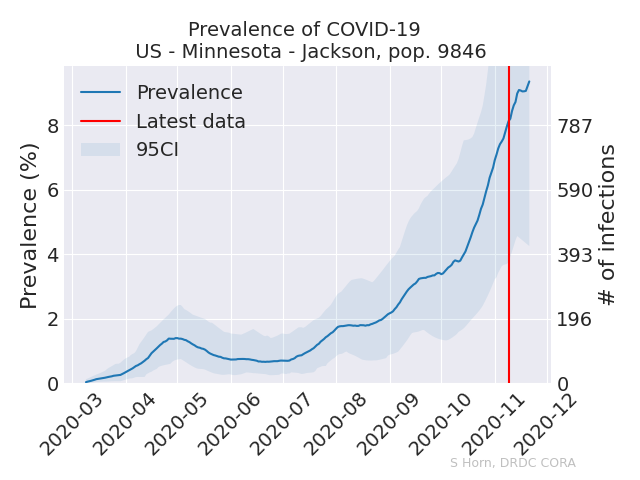 Prevalence of COVID-19
US - Minnesota - Jackson, pop. 9846
Prevalence
Latest data
95CI
Prevalence (%)
8
6
4
2
0
787
590
393
196
0
# of infections
2020-03
2020-04
2020-05
2020-06
2020-07
2020-08
2020-09
2020-10
2020-11
2020-12
S Horn, DRDC CORA